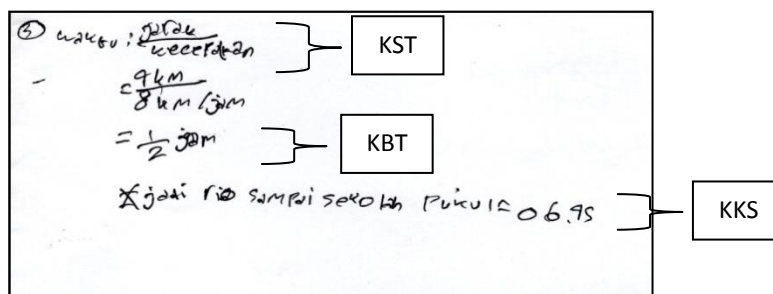 ③ waktu : jarak
kecepatan
KST
= 4 km
8 km/jam
= 1/2 jam
KBT
jadi rio sampai sekolah pukul = 06.45
KKS